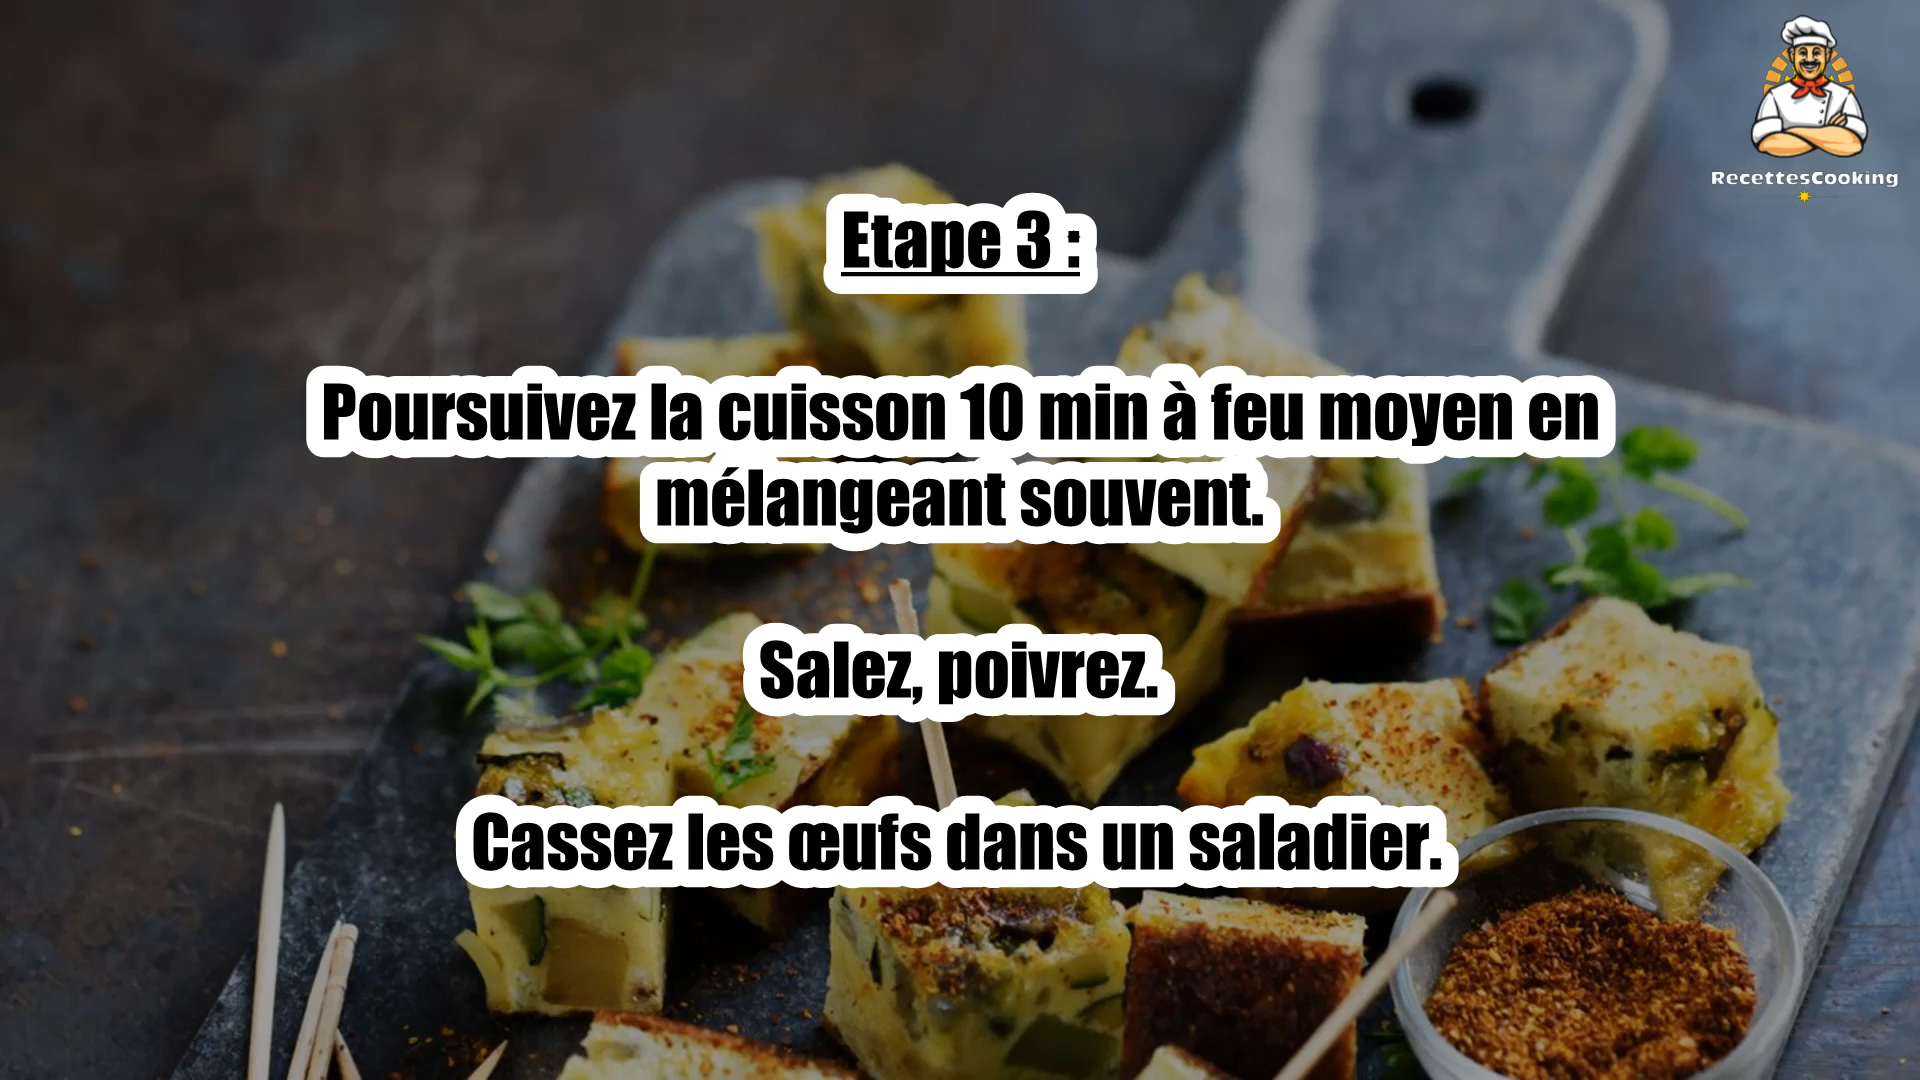 RecettesCooking
Etape 3 :
Poursuivez la cuisson 10 min à feu moyen en
mélangeant souvent.
Salez, poivrez.
Cassez les œufs dans un saladier.